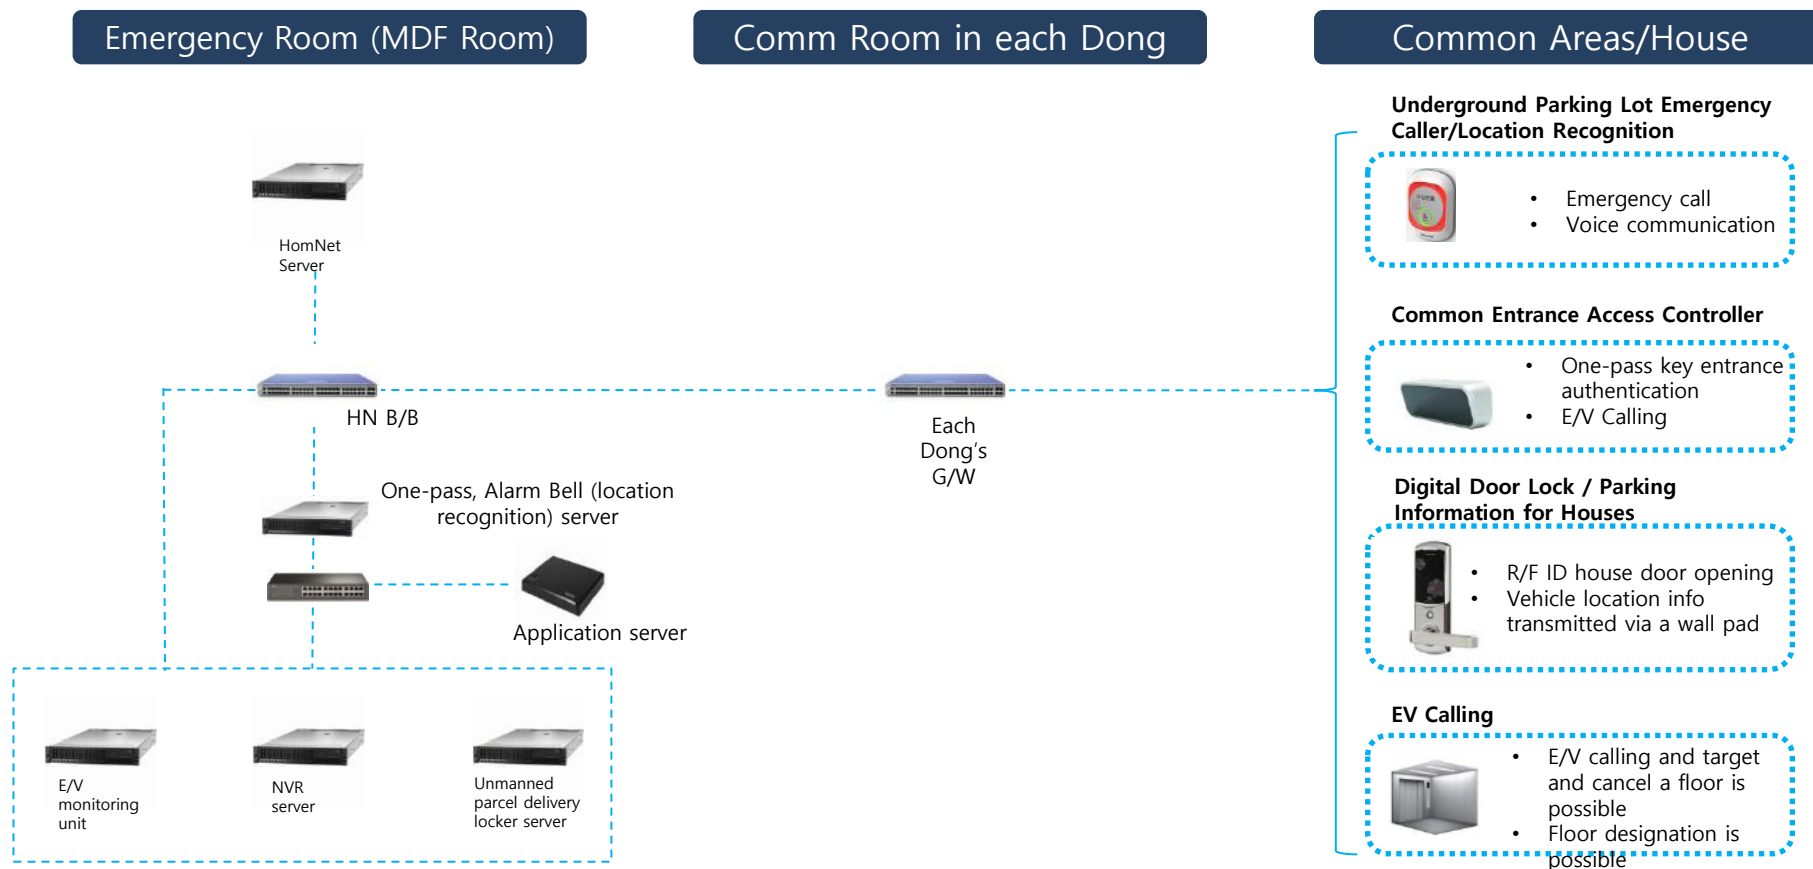 Emergency Room (MDF Room)
Comm Room in each Dong
Common Areas/House
HomNet
Server
HN B/B
One-pass, Alarm Bell (location
recognition) server
Application server
E/V
monitoring
unit
NVR
server
Unmanned
parcel delivery
locker server
Each
Dong's
G/W
Underground Parking Lot Emergency
Caller/Location Recognition
• Emergency call
• Voice communication
Common Entrance Access Controller
• One-pass key entrance
authentication
• E/V Calling
Digital Door Lock / Parking
Information for Houses
• R/F ID house door opening
• Vehicle location info
transmitted via a wall pad
EV Calling
• E/V calling and target
and cancel a floor is
possible
• Floor designation is
possible